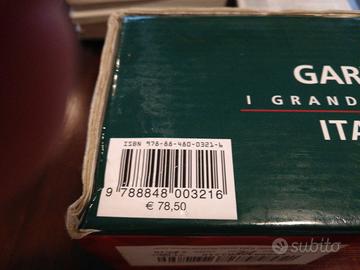 GAR
I GRAND
ITA
ISBN 978-88-480-0321-6
9 788848 003216
€ 78,50
subito